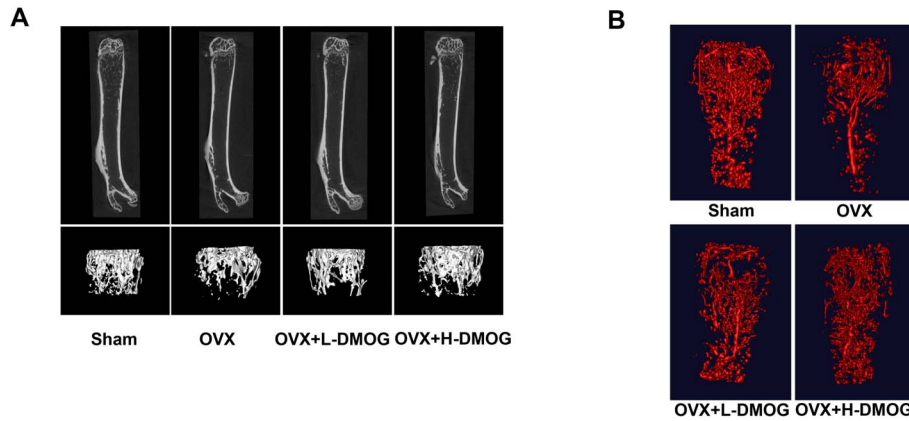 A
Sham OVX OVX+L-DMOG OVX+H-DMOG
B
Sham OVX
OVX+L-DMOG OVX+H-DMOG